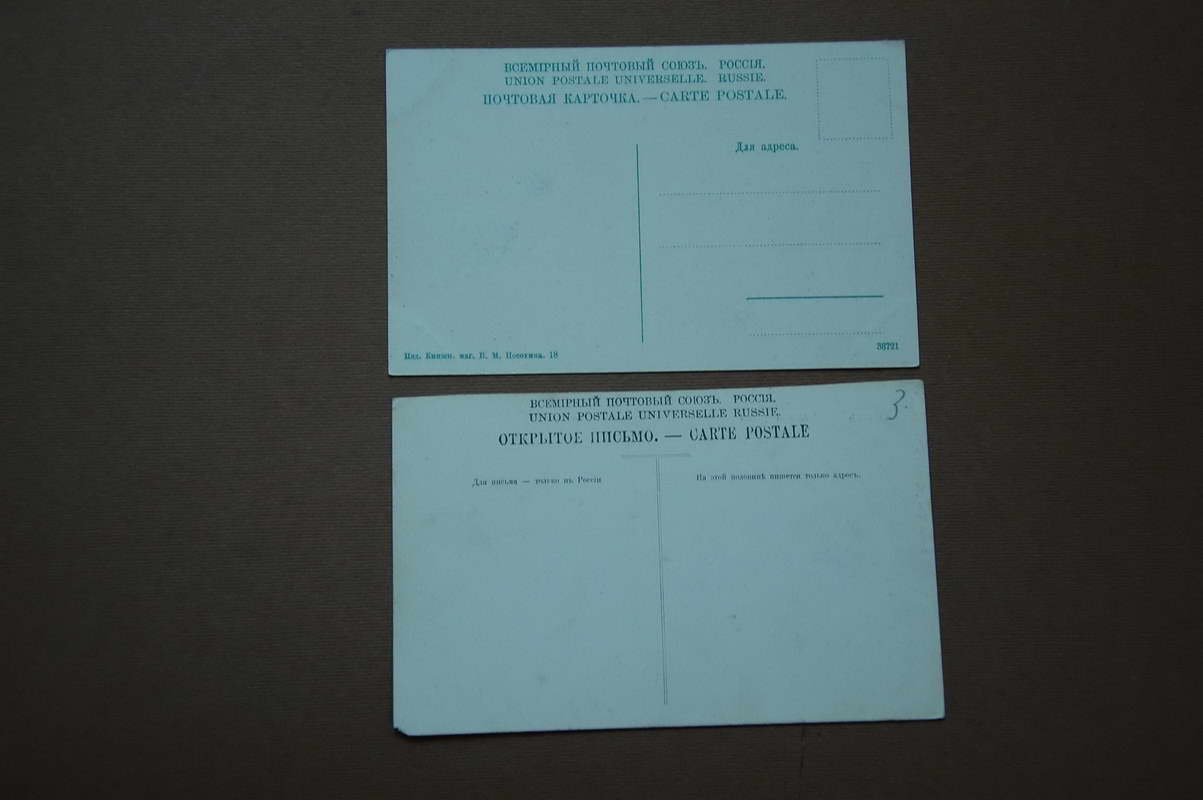 ВСЕМІРНЫЙ ПОЧТОВЫЙ СОЮЗЪ. РОССІЯ.
UNION POSTALE UNIVERSELLE. RUSSIE.
ПОЧТОВАЯ КАРТОЧКА. — CARTE POSTALE.
Для адреса.
Изд. Книжн. маг. В. М. Посохина. 18
36721
ВСЕМІРНЫЙ ПОЧТОВЫЙ СОЮЗЪ. РОССІЯ.
UNION POSTALE UNIVERSELLE RUSSIE.
ОТКРЫТОЕ ПИСЬМО. — CARTE POSTALE
3.
Для письма — только въ Россіи
На этой половинѣ пишется только адресъ.